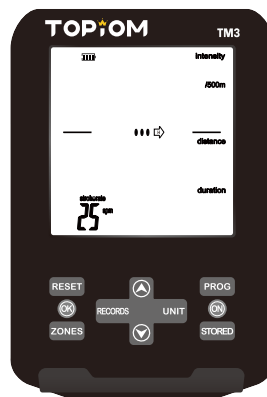 TOPIOM
TM3
intensity
/500m
distance
duration
strokerate
25 spm
RESET
PROG
OK
ON
RECORDS
UNIT
ZONES
STORED